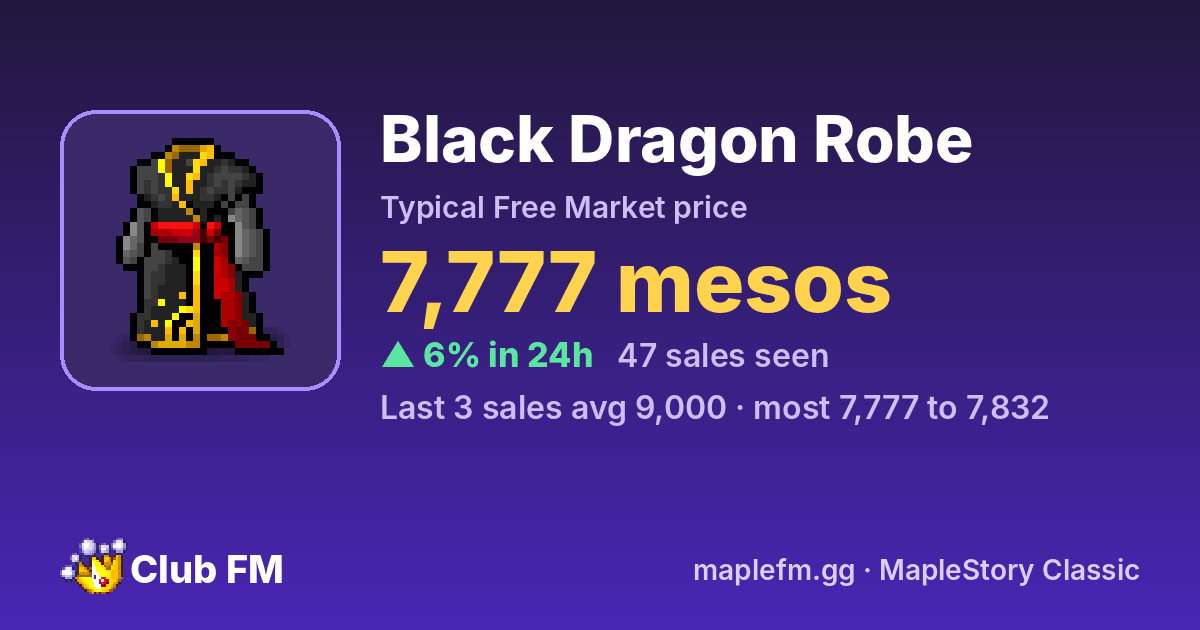 Black Dragon Robe
Typical Free Market price
7,777 mesos
▲ 6% in 24h 47 sales seen
Last 3 sales avg 9,000 · most 7,777 to 7,832
Club FM
maplefm.gg · MapleStory Classic